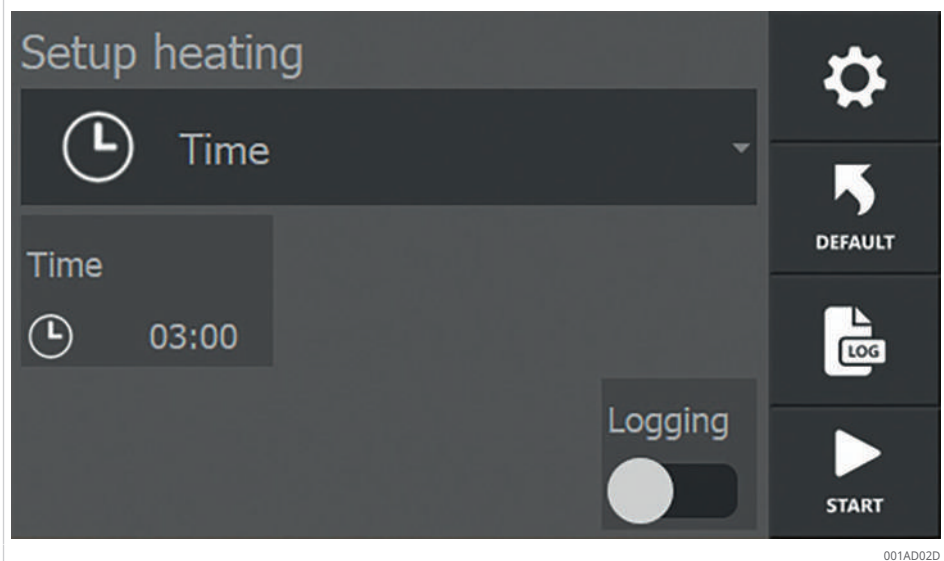 Setup heating
Time
DEFAULT
Time
03:00
LOG
Logging
START
001AD02D